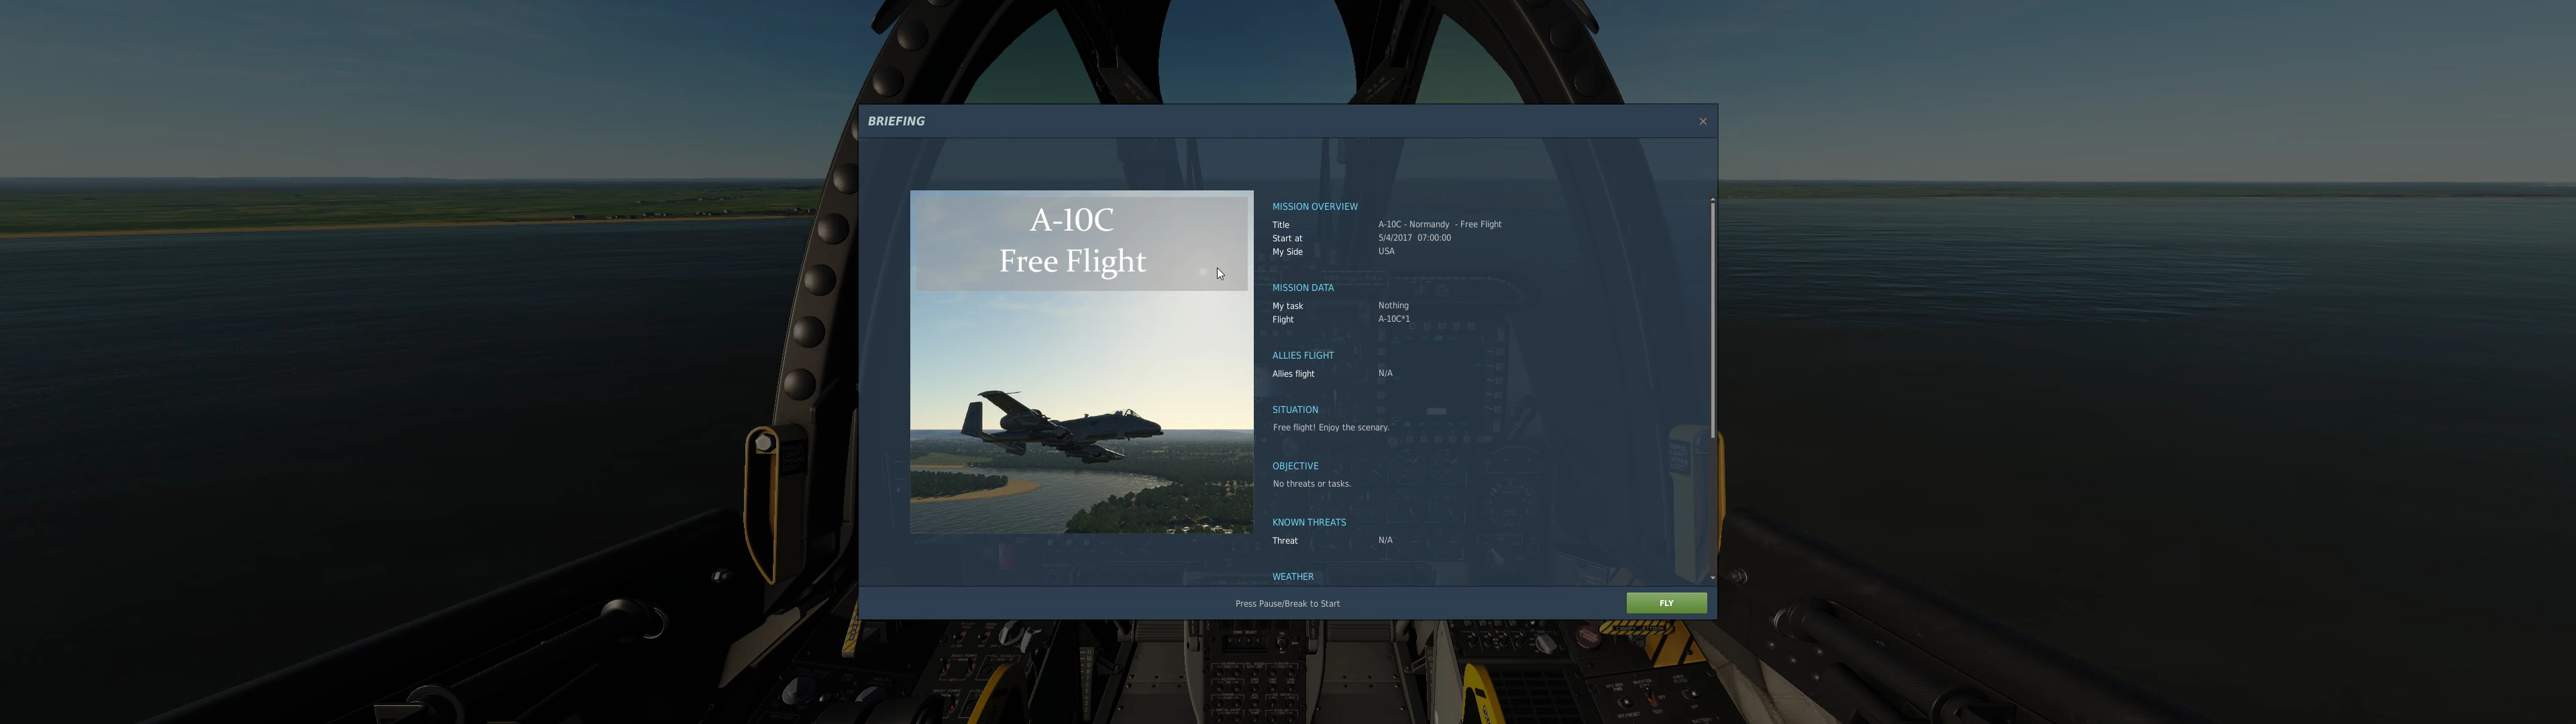 BRIEFING
A-10C
Free Flight
MISSION OVERVIEW
Title A-10C - Normandy - Free Flight
Start at 5/4/2017 07:00:00
My Side USA
MISSION DATA
My task Nothing
Flight A-10C*1
ALLIES FLIGHT
Allies flight N/A
SITUATION
Free flight! Enjoy the scenary.
OBJECTIVE
No threats or tasks.
KNOWN THREATS
Threat N/A
WEATHER
Press Pause/Break to Start
FLY